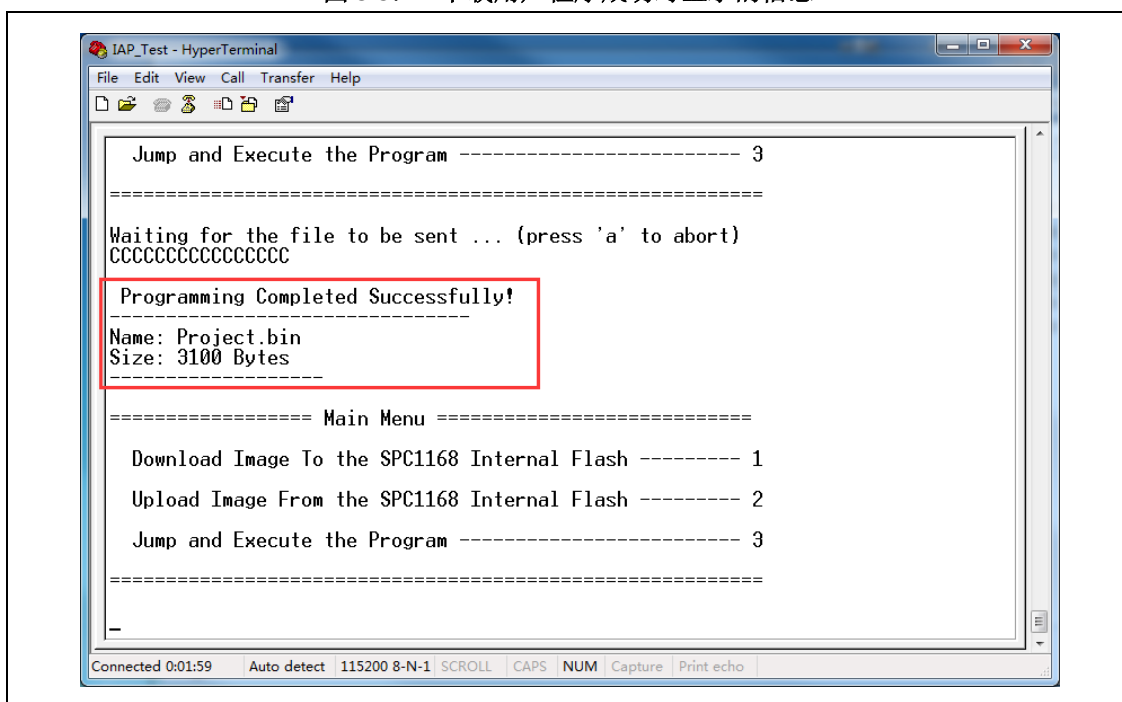 IAP_Test - HyperTerminal
File Edit View Call Transfer Help
Jump and Execute the Program ------------------------- 3
==========================================================
Waiting for the file to be sent ... (press 'a' to abort)
CCCCCCCCCCCCCCCC
Programming Completed Successfully!
--------------------------------
Name: Project.bin
Size: 3100 Bytes
-------------------
================== Main Menu ============================
Download Image To the SPC1168 Internal Flash --------- 1
Upload Image From the SPC1168 Internal Flash --------- 2
Jump and Execute the Program ------------------------- 3
==========================================================
_
Connected 0:01:59 Auto detect 115200 8-N-1 SCROLL CAPS NUM Capture Print echo